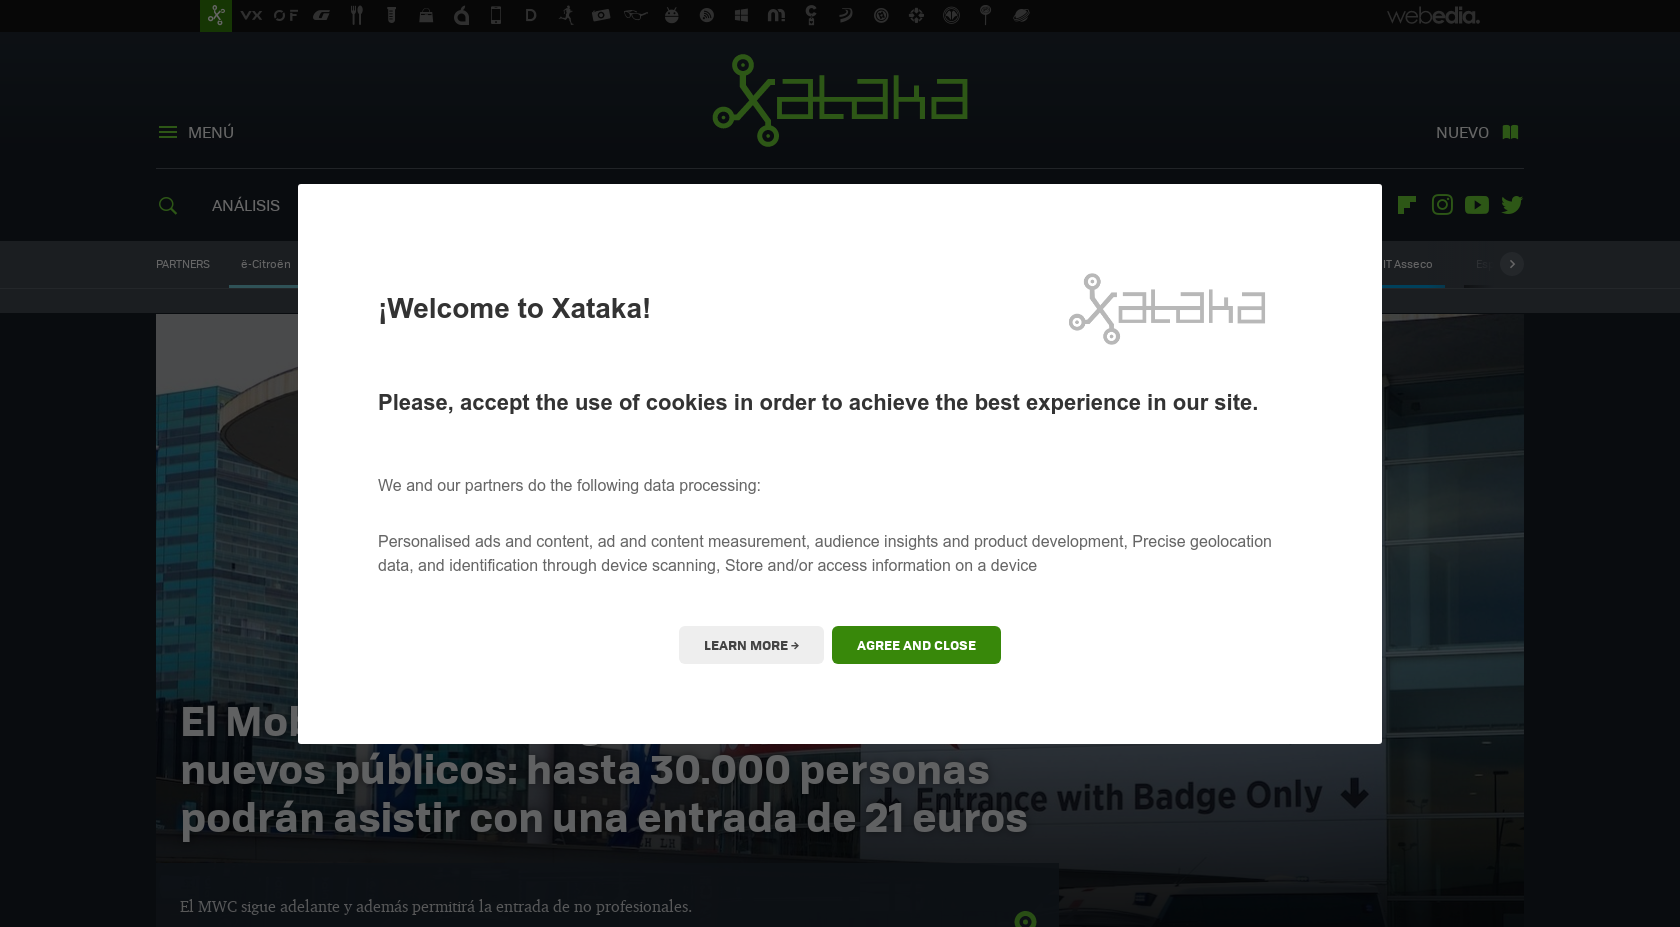 VX
OF
D
webedia.
xataka
MENÚ
NUEVO
ANÁLISIS
PARTNERS
ë-Citroën
IT Asseco
¡Welcome to Xataka!
xataka
Please, accept the use of cookies in order to achieve the best experience in our site.
We and our partners do the following data processing:
Personalised ads and content, ad and content measurement, audience insights and product development, Precise geolocation
data, and identification through device scanning, Store and/or access information on a device
LEARN MORE →
AGREE AND CLOSE
El
nuevos públicos: hasta 30.000 personas
podrán asistir con una entrada de 21 euros
Entrance with Badge Only
El MWC sigue adelante y además permitirá la entrada de no profesionales.